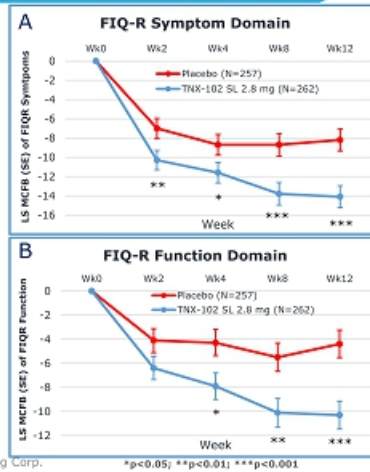 A
FIQ-R Symptom Domain
Wk0 Wk2 Wk4 Wk8 Wk12
Placebo (N=257)
TNX-102 SL 2.8 mg (N=262)
LS MCFB (SE) of FIQR Symtpoms
0
-2
-4
-6
-8
-10
-12
-14
-16
**
*
***
***
Week
B
FIQ-R Function Domain
Wk0 Wk2 Wk4 Wk8 Wk12
Placebo (N=257)
TNX-102 SL 2.8 mg (N=262)
LS MCFB (SE) of FIQR Function
0
-2
-4
-6
-8
-10
-12
*
**
***
Week
g Corp.
*p<0.05; **p<0.01; ***p<0.001